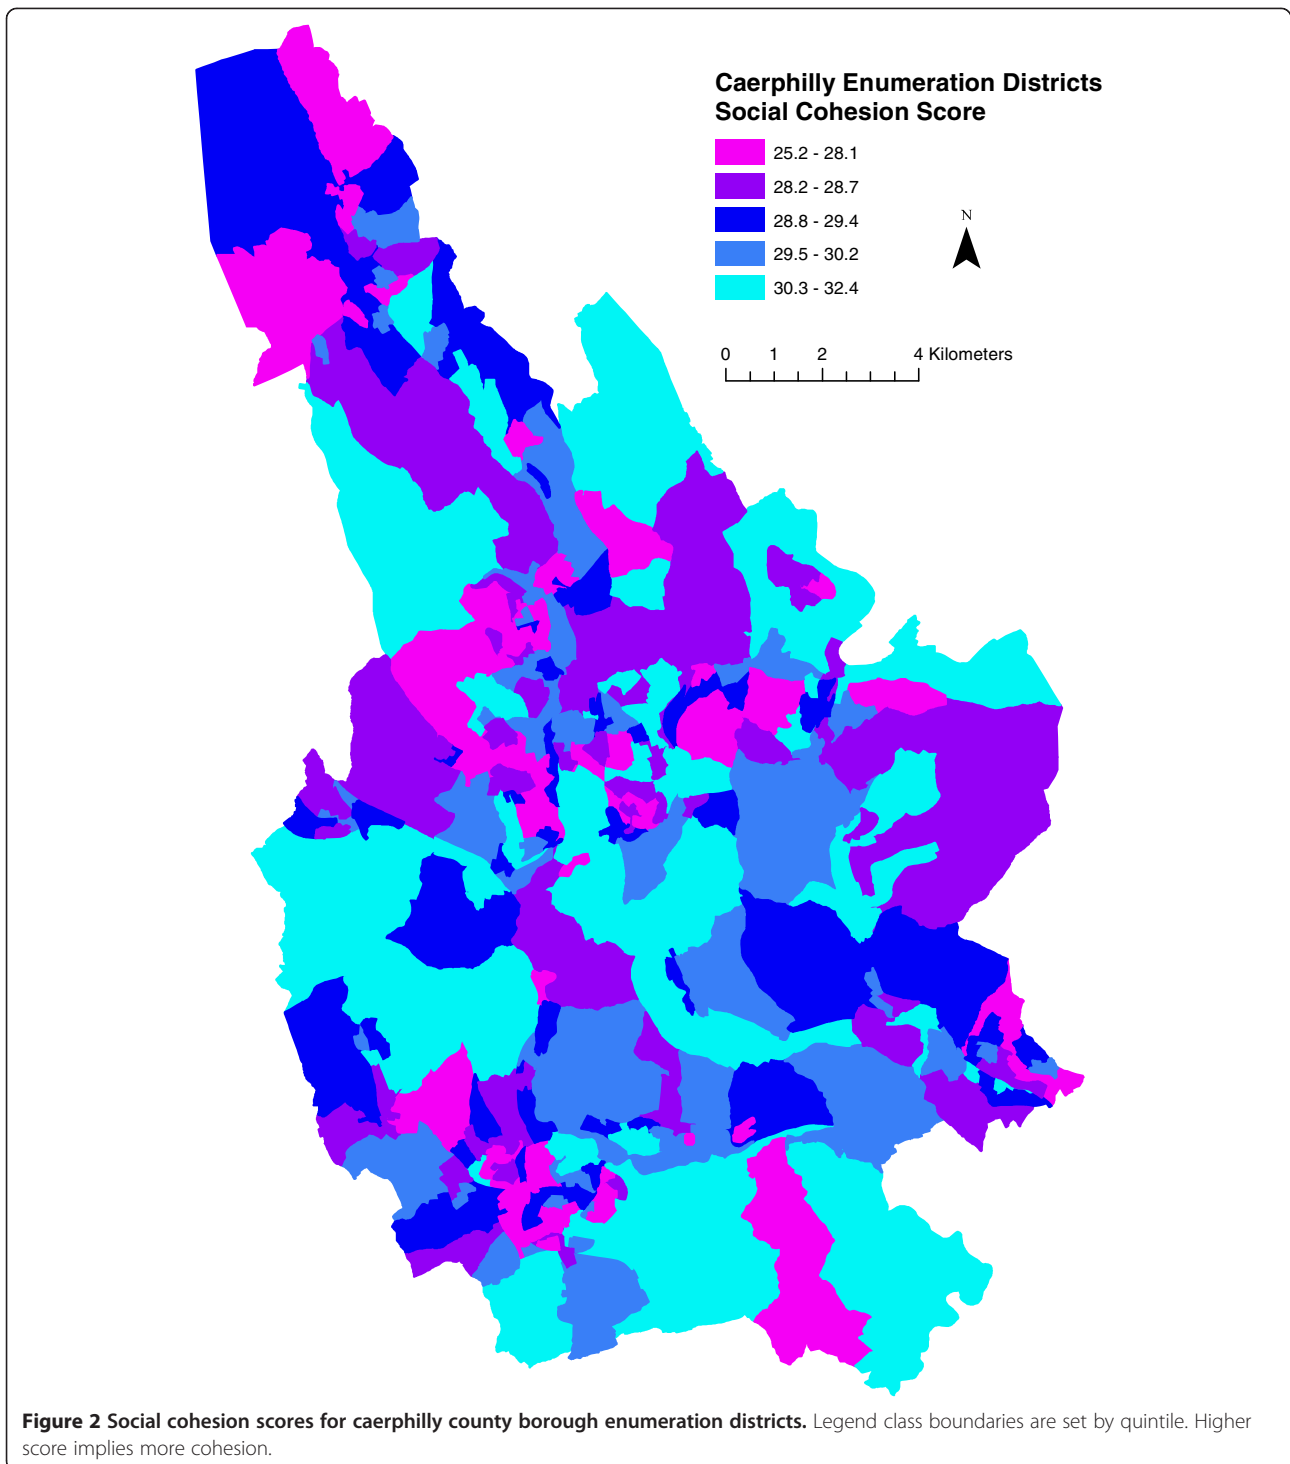 Caerphilly Enumeration Districts
Social Cohesion Score
25.2 - 28.1
28.2 - 28.7
28.8 - 29.4
29.5 - 30.2
30.3 - 32.4
N
0 1 2 4 Kilometers
Figure 2 Social cohesion scores for caerphilly county borough enumeration districts. Legend class boundaries are set by quintile. Higher
score implies more cohesion.